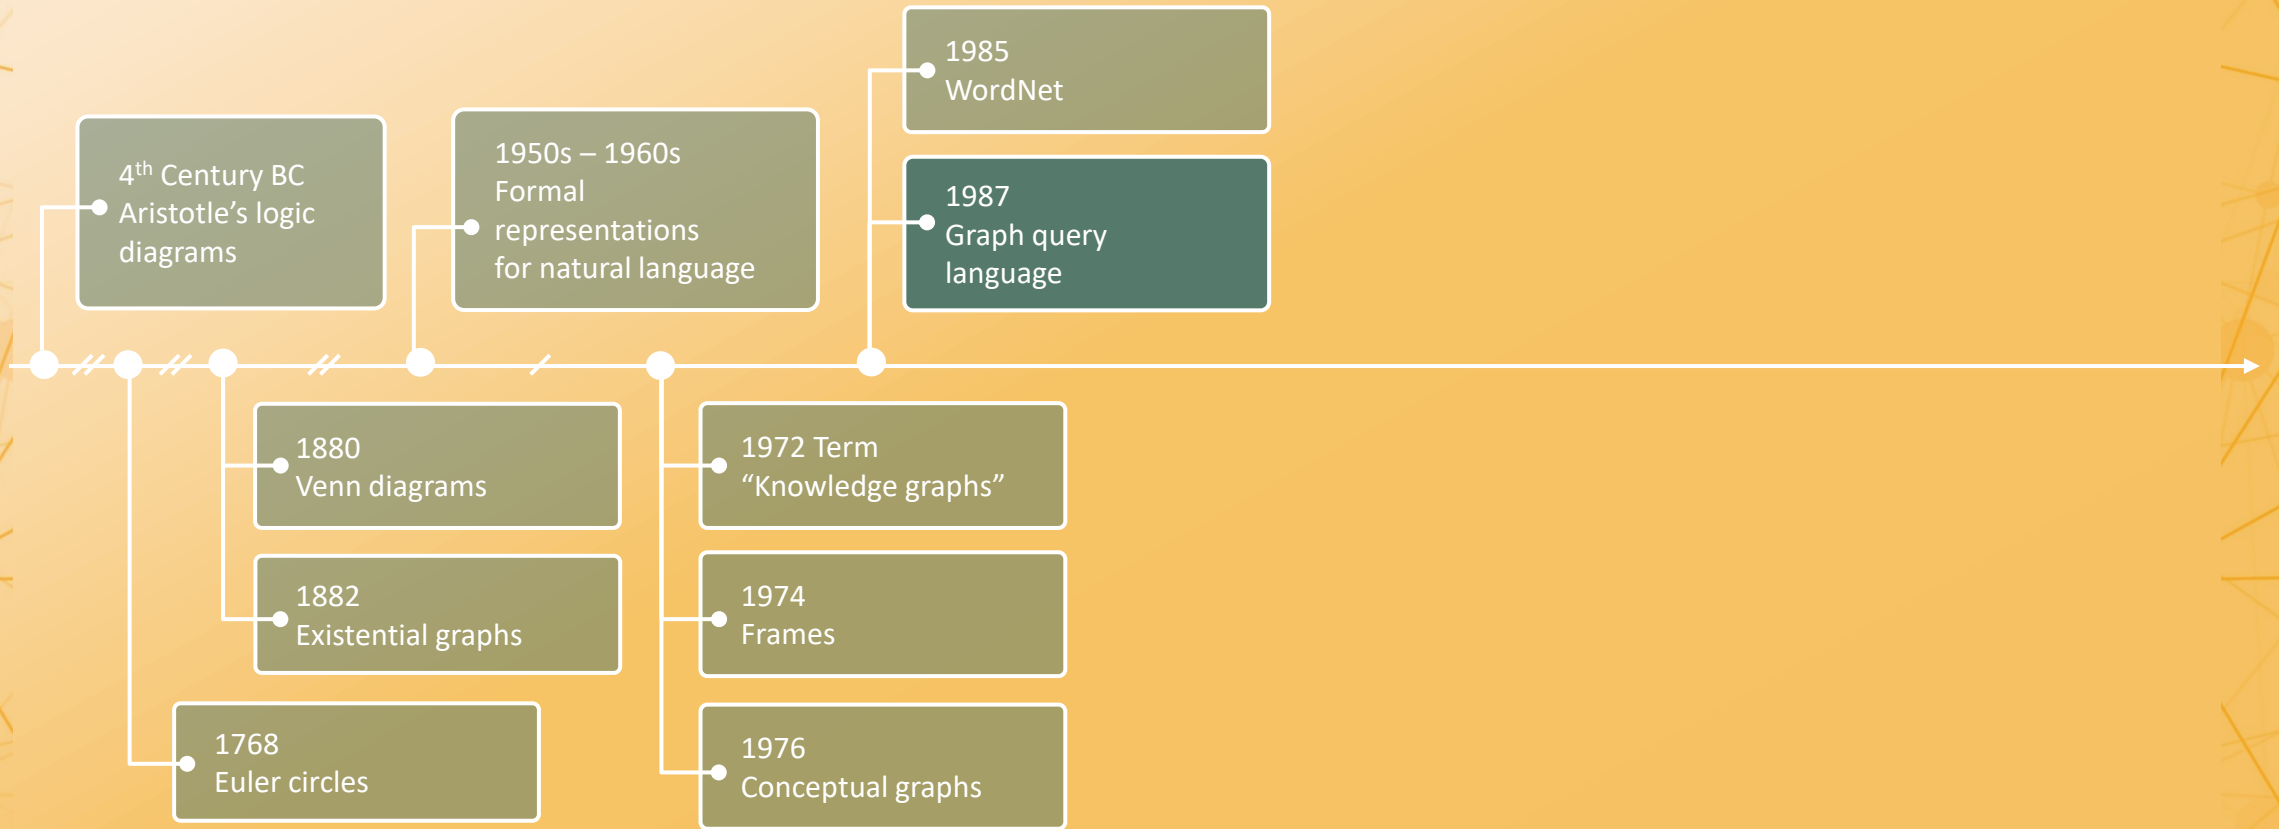 1985
WordNet
4th Century BC
Aristotle’s logic
diagrams
1950s – 1960s
Formal
representations
for natural language
1987
Graph query
language
1880
Venn diagrams
1972 Term
“Knowledge graphs”
1882
Existential graphs
1974
Frames
1768
Euler circles
1976
Conceptual graphs